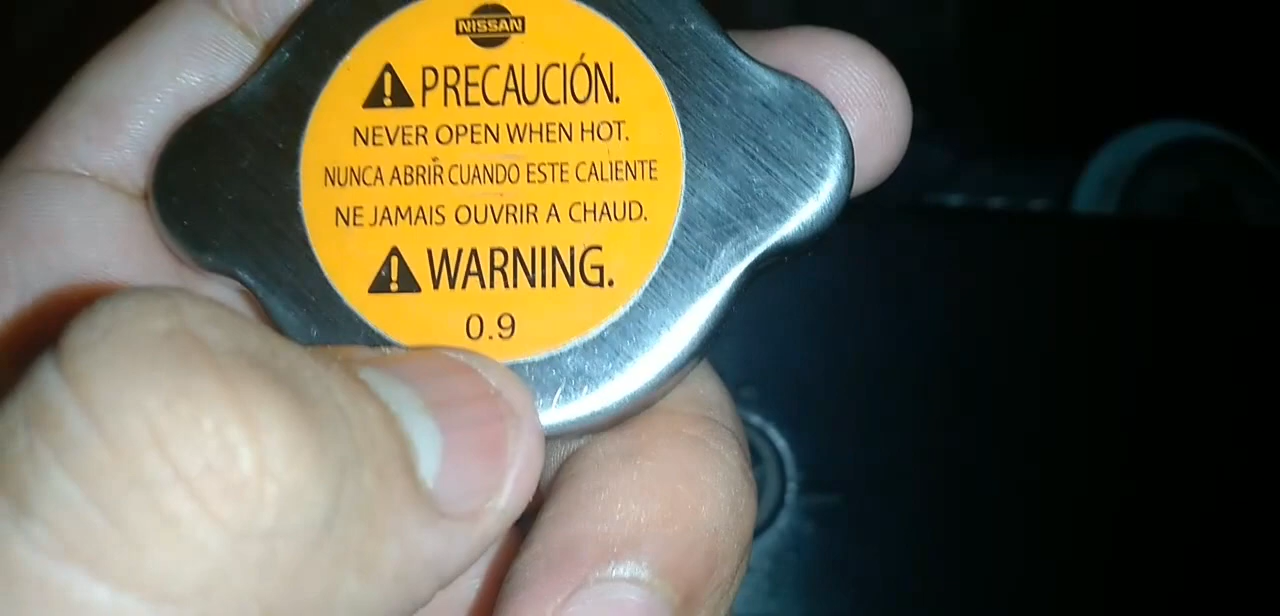 NISSAN
PRECAUCIÓN.
NEVER OPEN WHEN HOT.
NUNCA ABRIR CUANDO ESTE CALIENTE
NE JAMAIS OUVRIR A CHAUD.
WARNING.
0.9